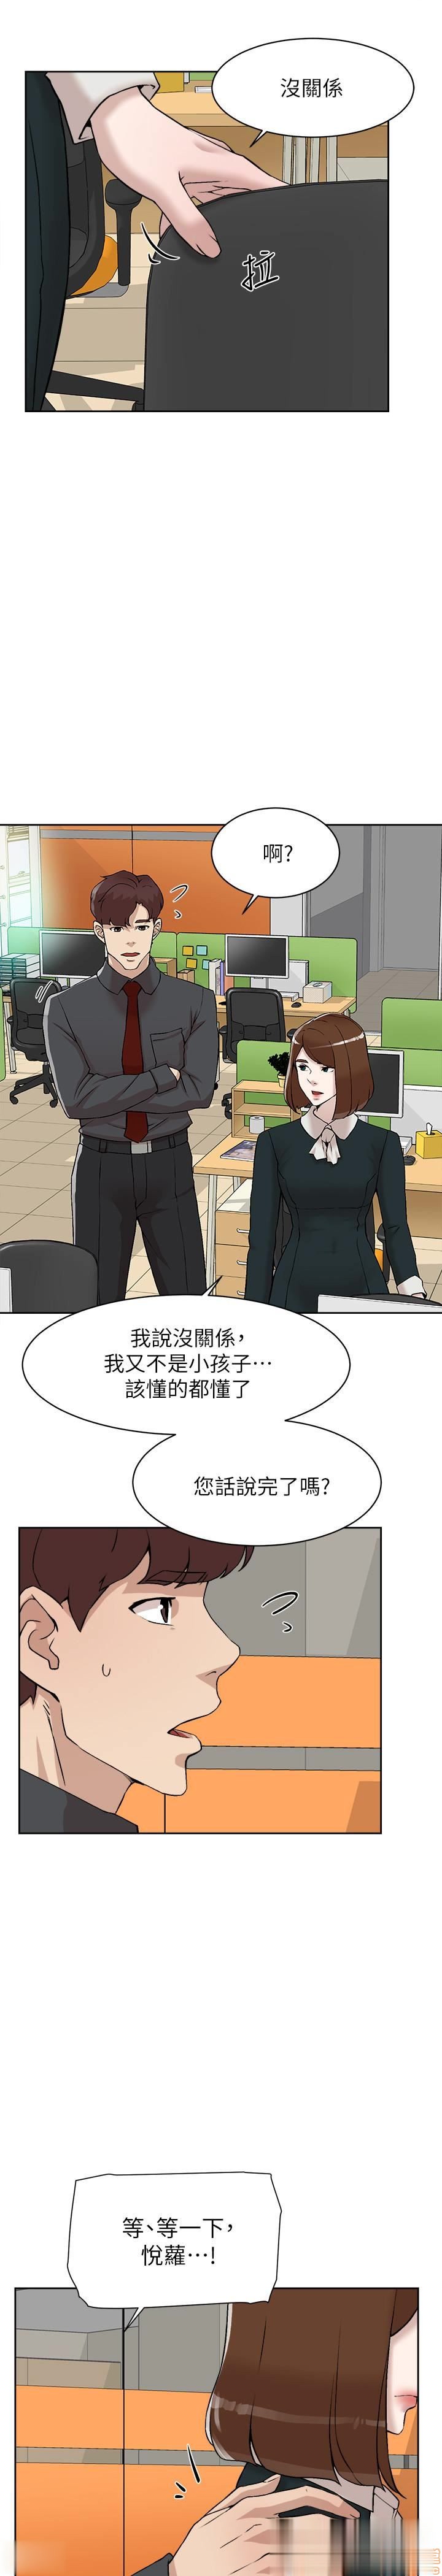 沒關係
拉
啊?
我說沒關係,
我又不是小孩子…
該懂的都懂了
您話說完了嗎?
等、等一下,
悅蘿…!